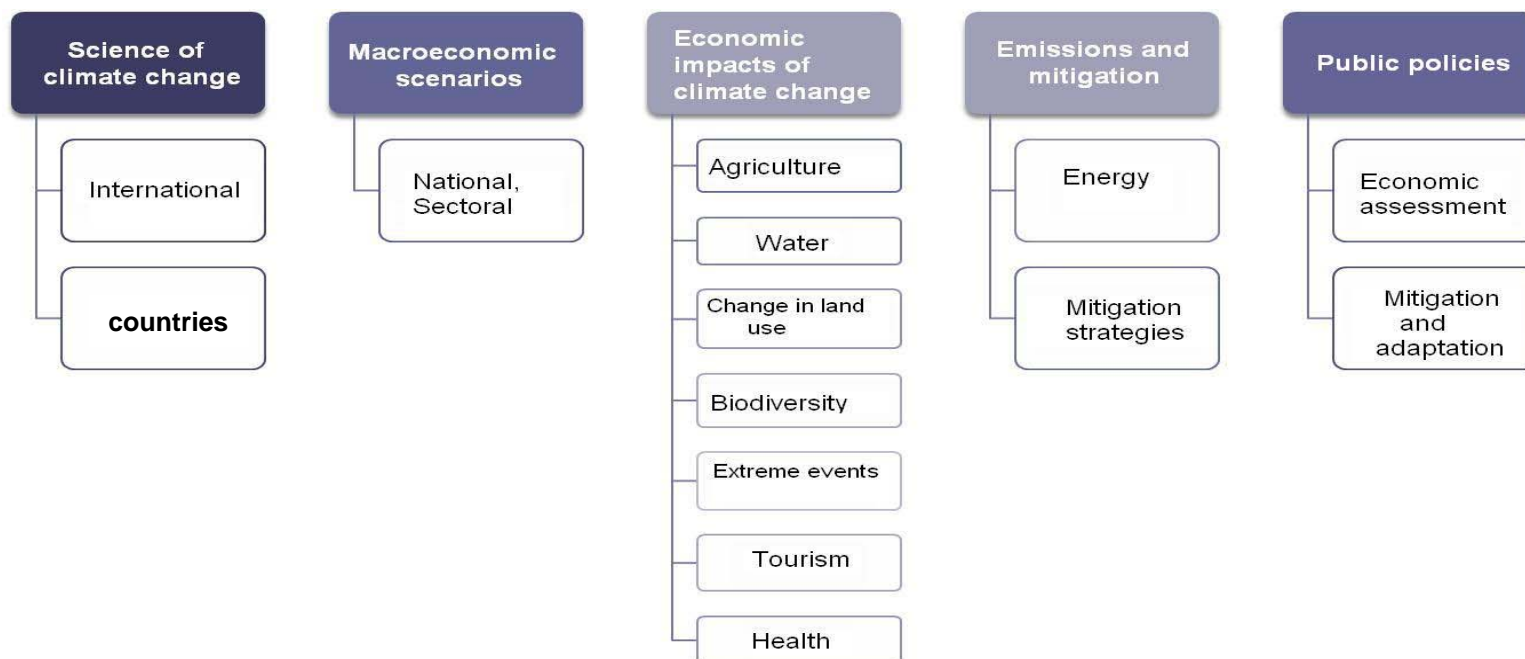 Science of
climate change
International
countries
Macroeconomic
scenarios
National,
Sectoral
Economic
impacts of
climate change
Agriculture
Water
Change in land
use
Biodiversity
Extreme events
Tourism
Health
Emissions and
mitigation
Energy
Mitigation
strategies
Public policies
Economic
assessment
Mitigation
and
adaptation